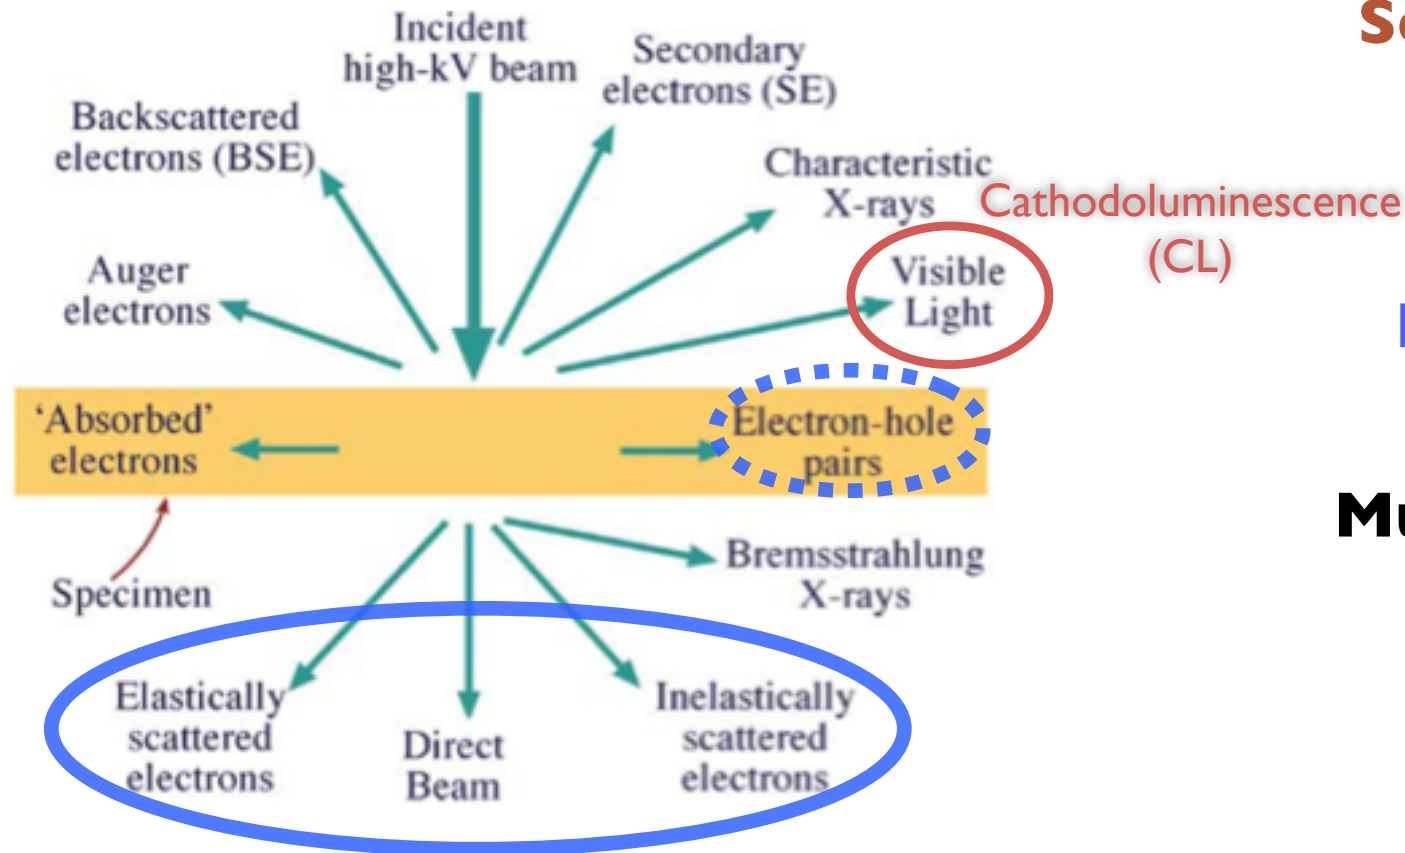 Incident
high-kV beam
Secondary
electrons (SE)
Backscattered
electrons (BSE)
Characteristic
X-rays
Cathodoluminescence
(CL)
Auger
electrons
Visible
Light
‘Absorbed’
electrons
Electron-hole
pairs
Specimen
Bremsstrahlung
X-rays
Elastically
scattered
electrons
Direct
Beam
Inelastically
scattered
electrons